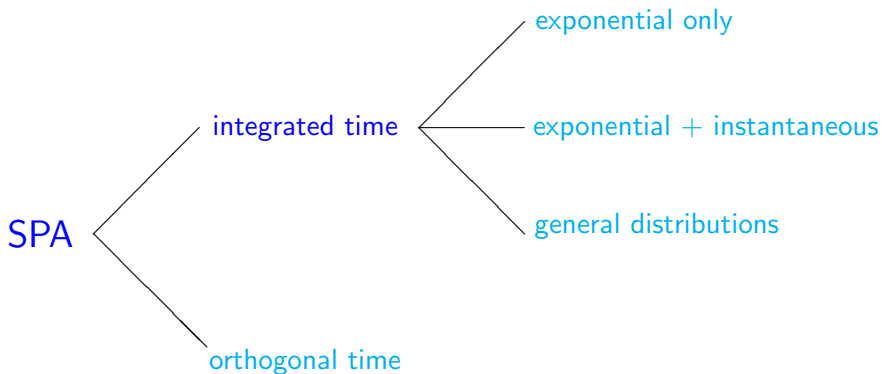 exponential only
integrated time
exponential + instantaneous
general distributions
SPA
orthogonal time